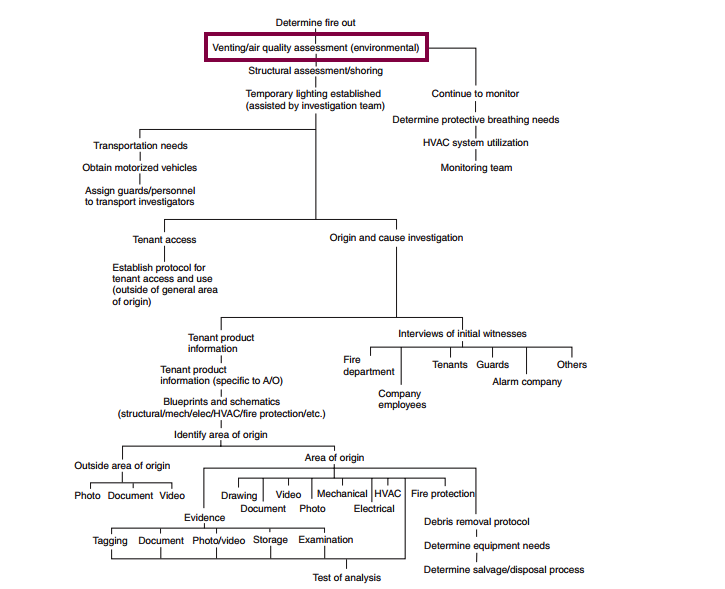 Determine fire out
Venting/air quality assessment (environmental)
Structural assessment/shoring
Temporary lighting established
(assisted by investigation team)
Continue to monitor
Determine protective breathing needs
HVAC system utilization
Monitoring team
Transportation needs
Obtain motorized vehicles
Assign guards/personnel
to transport investigators
Tenant access
Establish protocol for
tenant access and use
(outside of general area
of origin)
Origin and cause investigation
Tenant product
information
Tenant product
information (specific to A/O)
Blueprints and schematics
(structural/mech/elec/HVAC/fire protection/etc.)
Identify area of origin
Interviews of initial witnesses
Fire
department
Company
employees
Tenants
Guards
Alarm company
Others
Outside area of origin
Photo
Document
Video
Area of origin
Drawing
Document
Video
Photo
Mechanical
Electrical
HVAC
Fire protection
Evidence
Tagging
Document
Photo/video
Storage
Examination
Test of analysis
Debris removal protocol
Determine equipment needs
Determine salvage/disposal process